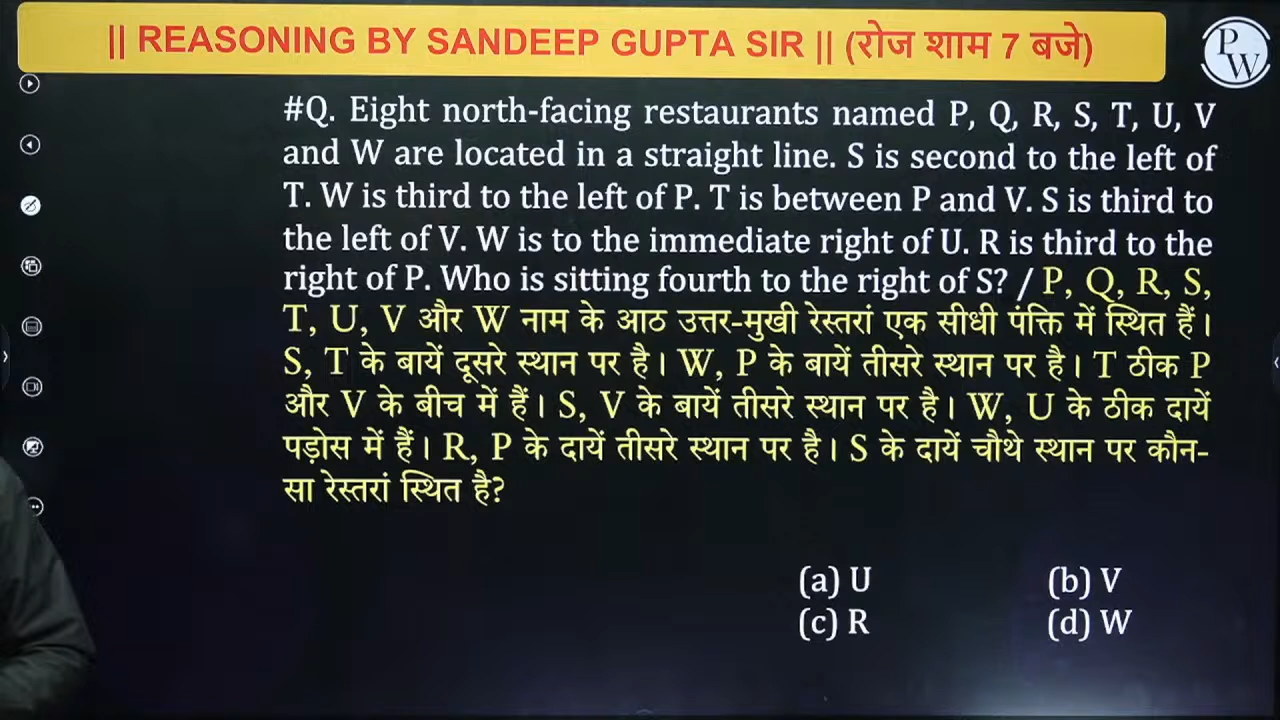 || REASONING BY SANDEEP GUPTA SIR || (रोज शाम 7 बजे)
PW
#Q. Eight north-facing restaurants named P, Q, R, S, T, U, V
and W are located in a straight line. S is second to the left of
T. W is third to the left of P. T is between P and V. S is third to
the left of V. W is to the immediate right of U. R is third to the
right of P. Who is sitting fourth to the right of S? / P, Q, R, S,
T, U, V और W नाम के आठ उत्तर-मुखी रेस्तरां एक सीधी पंक्ति में स्थित हैं।
S, T के बायें दूसरे स्थान पर है। W, P के बायें तीसरे स्थान पर है। T ठीक P
और V के बीच में हैं। S, V के बायें तीसरे स्थान पर है। W, U के ठीक दायें
पड़ोस में हैं। R, P के दायें तीसरे स्थान पर है। S के दायें चौथे स्थान पर कौन-
सा रेस्तरां स्थित है?
(a) U (b) V
(c) R (d) W